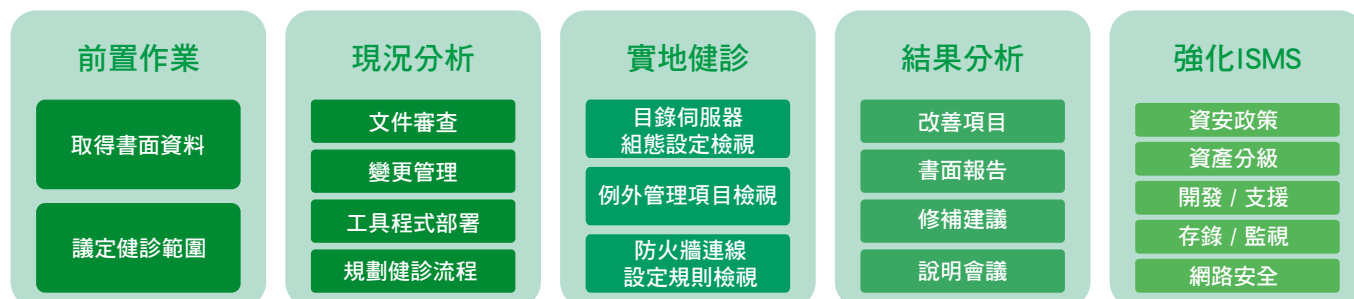 前置作業
取得書面資料
議定健診範圍
現況分析
文件審查
變更管理
工具程式部署
規劃健診流程
實地健診
目錄伺服器
組態設定檢視
例外管理項目檢視
防火牆連線
設定規則檢視
結果分析
改善項目
書面報告
修補建議
說明會議
強化ISMS
資安政策
資產分級
開發 / 支援
存錄 / 監視
網路安全